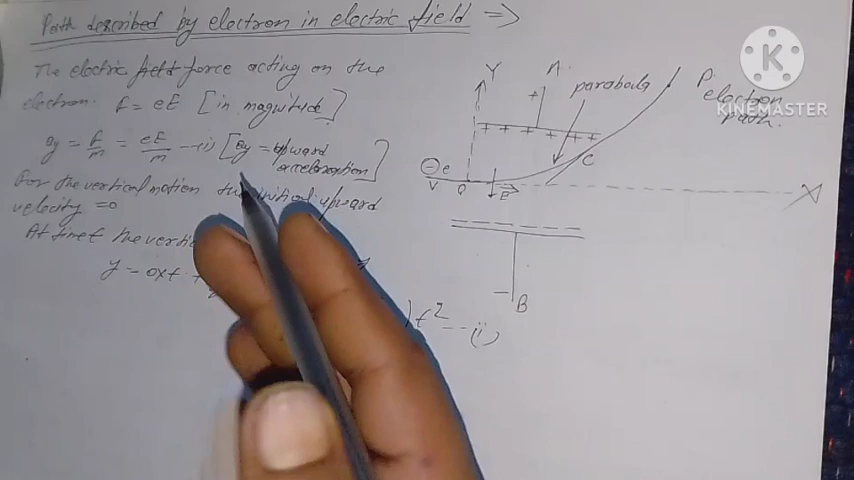 Path described by electron in electric field ⇒
The electric force acting on the
electron. F = eE [in magnitude]
ay = F/m = eE/m --- (i) [ay = upward
acceleration]
For the vertical motion the initial upward
velocity = 0
At time t the vertic
y = 0xt +
) t² --- (ii)
Y
A
+
parabola
P
electron
path.
+ + + + + + + +
C
⊖ e
V
O
E
X
− B
KINEMASTER